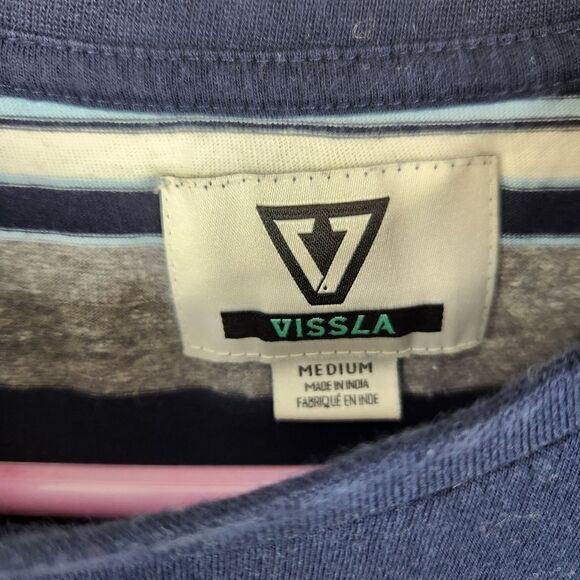 VISSLA
MEDIUM
MADE IN INDIA
FABRIQUÉ EN INDE